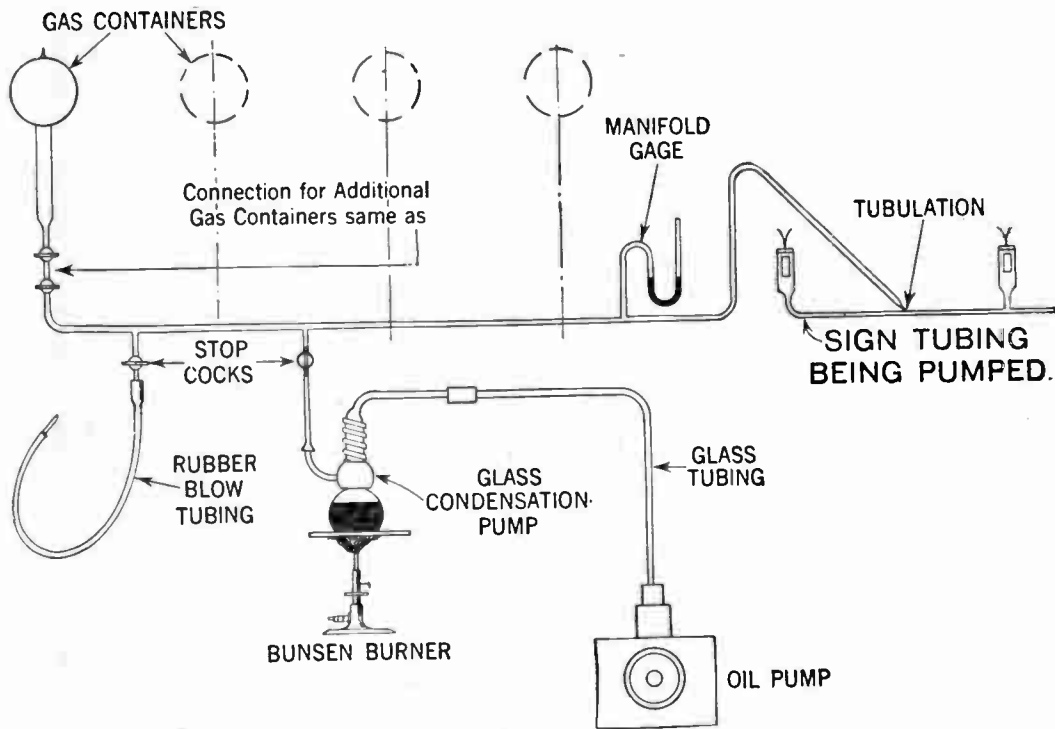 GAS CONTAINERS
MANIFOLD
GAGE
Connection for Additional
Gas Containers same as
TUBULATION
STOP
COCKS
SIGN TUBING
BEING PUMPED.
RUBBER
BLOW
TUBING
GLASS
CONDENSATION
PUMP
GLASS
TUBING
BUNSEN BURNER
OIL PUMP